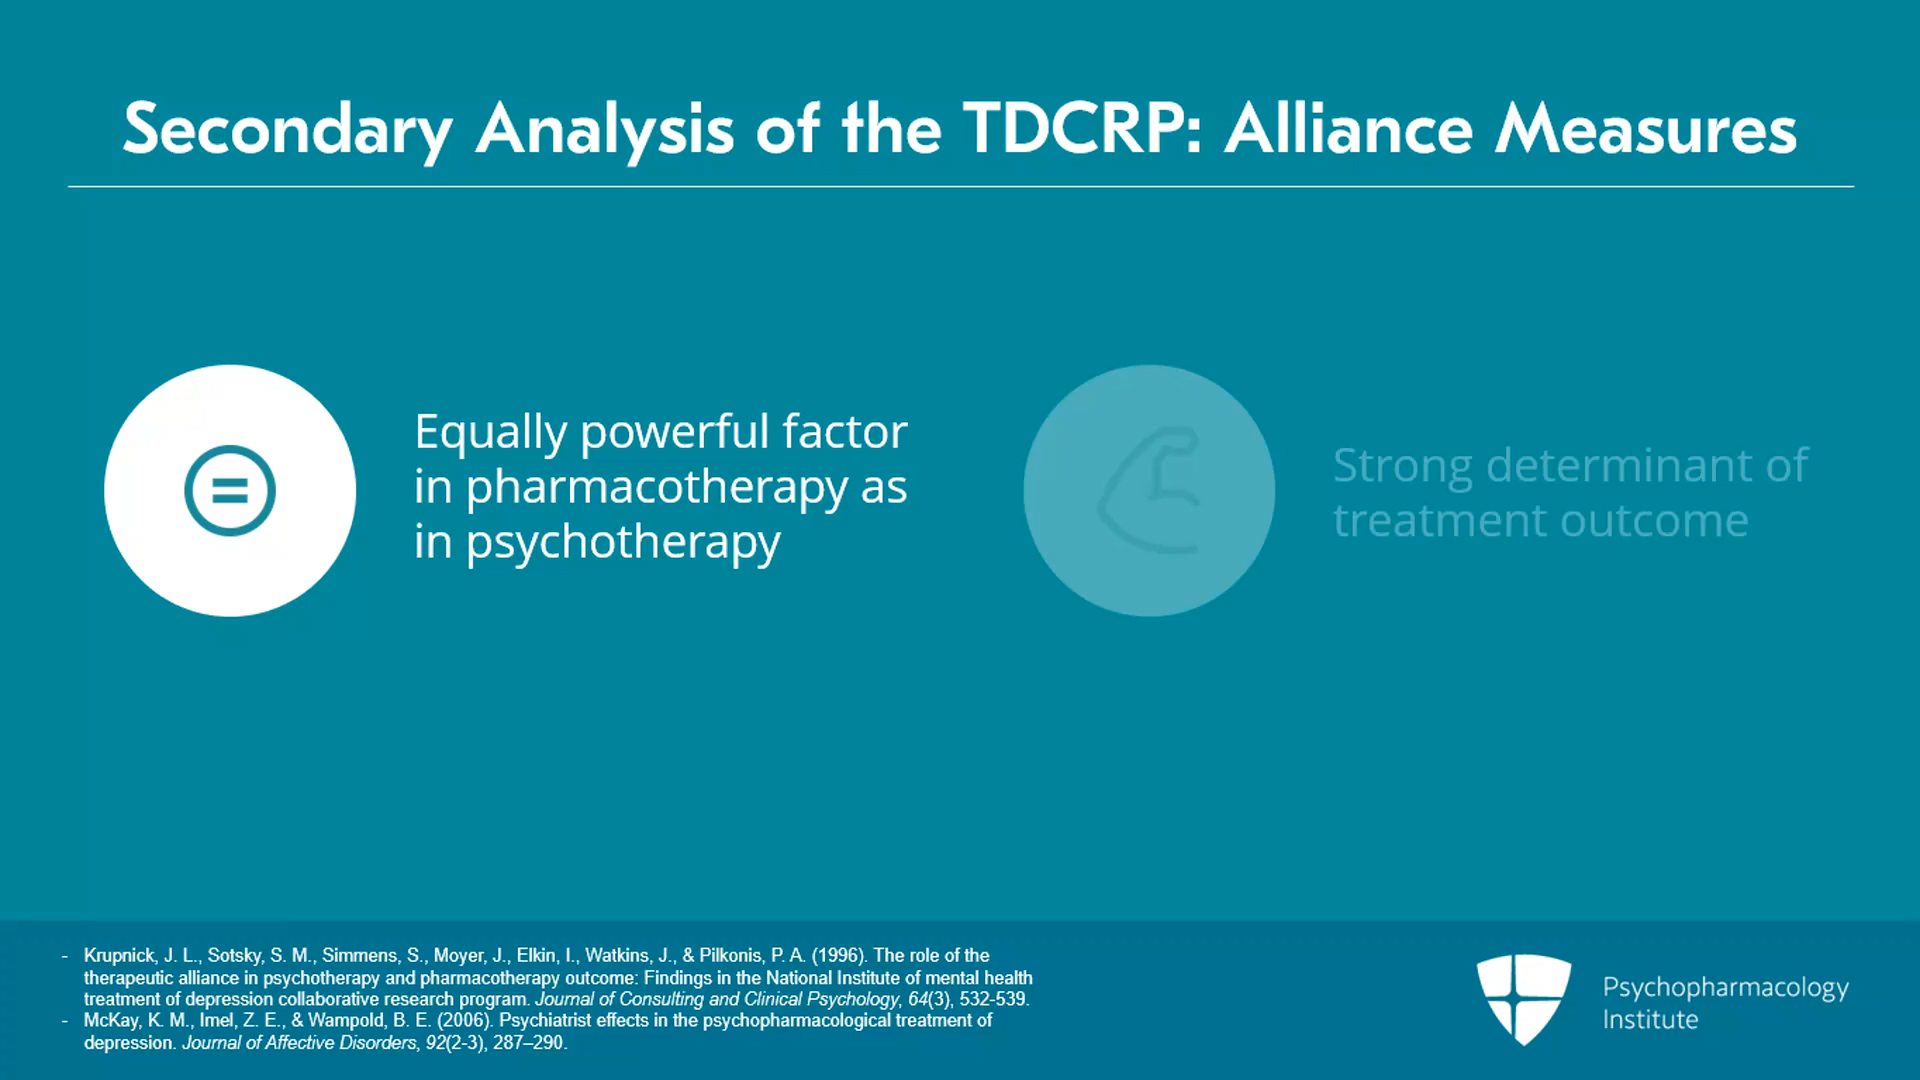 Secondary Analysis of the TDCRP: Alliance Measures
Equally powerful factor
in pharmacotherapy as
in psychotherapy
Strong determinant of
treatment outcome
- Krupnick, J. L., Sotsky, S. M., Simmens, S., Moyer, J., Elkin, I., Watkins, J., & Pilkonis, P. A. (1996). The role of the
therapeutic alliance in psychotherapy and pharmacotherapy outcome: Findings in the National Institute of mental health
treatment of depression collaborative research program. Journal of Consulting and Clinical Psychology, 64(3), 532-539.
- McKay, K. M., Imel, Z. E., & Wampold, B. E. (2006). Psychiatrist effects in the psychopharmacological treatment of
depression. Journal of Affective Disorders, 92(2-3), 287–290.
Psychopharmacology
Institute